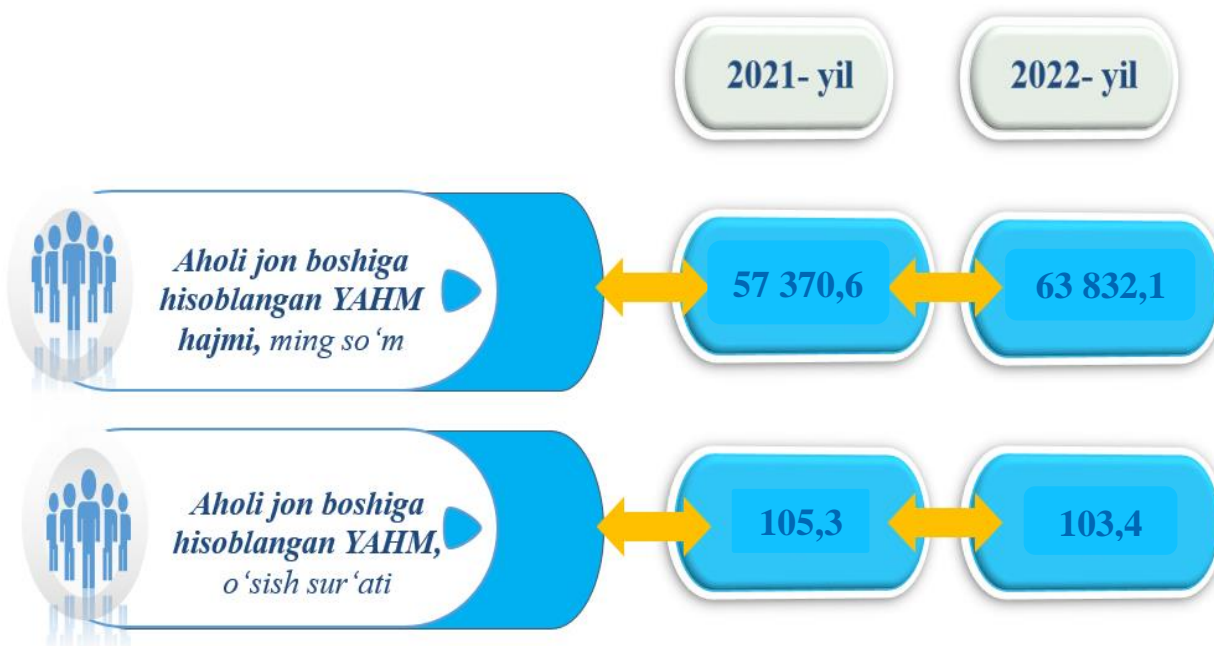 2021- yil
2022- yil
Aholi jon boshiga
hisoblangan YAHM
hajmi, ming so‘m
57 370,6
63 832,1
Aholi jon boshiga
hisoblangan YAHM,
o‘sish sur‘ati
105,3
103,4